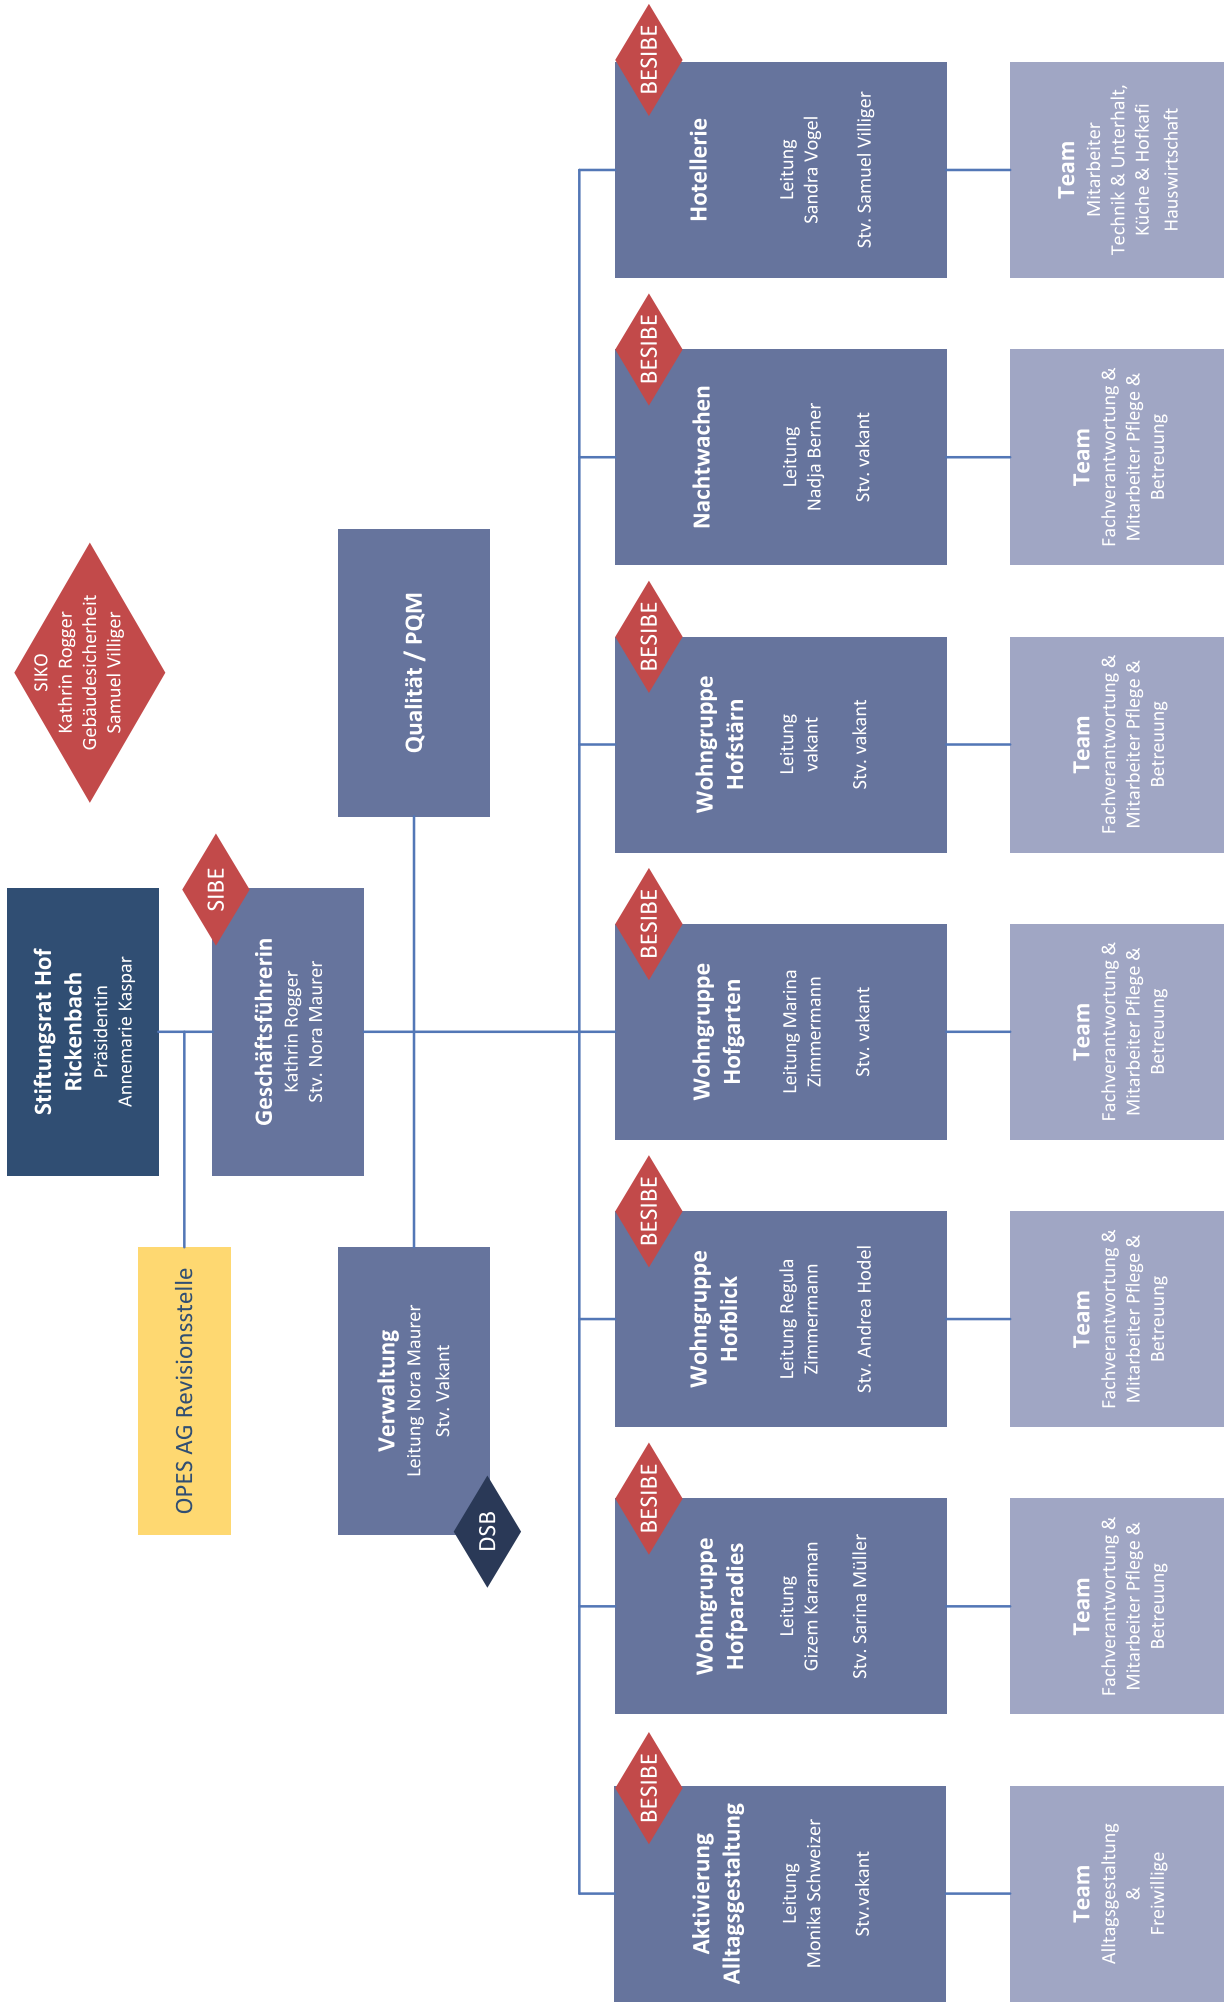 Stiftungsrat Hof
Rickenbach
Präsidentin
Annemarie Kaspar
SIKO
Kathrin Rogger
Gebäudesicherheit
Samuel Villiger
OPES AG Revisionsstelle
SIBE
Geschäftsführerin
Kathrin Rogger
Stv. Nora Maurer
Verwaltung
Leitung Nora Maurer
Stv. Vakant
DSB
Qualität / PQM
BESIBE
Aktivierung
Alltagsgestaltung
Leitung
Monika Schweizer
Stv.vakant
BESIBE
Wohngruppe
Hofparadies
Leitung
Gizem Karaman
Stv. Sarina Müller
BESIBE
Wohngruppe
Hofblick
Leitung Regula
Zimmermann
Stv. Andrea Hodel
BESIBE
Wohngruppe
Hofgarten
Leitung Marina
Zimmermann
Stv. vakant
BESIBE
Wohngruppe
Hofstärn
Leitung
vakant
Stv. vakant
BESIBE
Nachtwachen
Leitung
Nadja Berner
Stv. vakant
BESIBE
Hotellerie
Leitung
Sandra Vogel
Stv. Samuel Villiger
Team
Alltagsgestaltung
&
Freiwillige
Team
Fachverantwortung &
Mitarbeiter Pflege &
Betreuung
Team
Fachverantwortung &
Mitarbeiter Pflege &
Betreuung
Team
Fachverantwortung &
Mitarbeiter Pflege &
Betreuung
Team
Fachverantwortung &
Mitarbeiter Pflege &
Betreuung
Team
Fachverantwortung &
Mitarbeiter Pflege &
Betreuung
Team
Mitarbeiter
Technik & Unterhalt,
Küche & Hofkafi
Hauswirtschaft